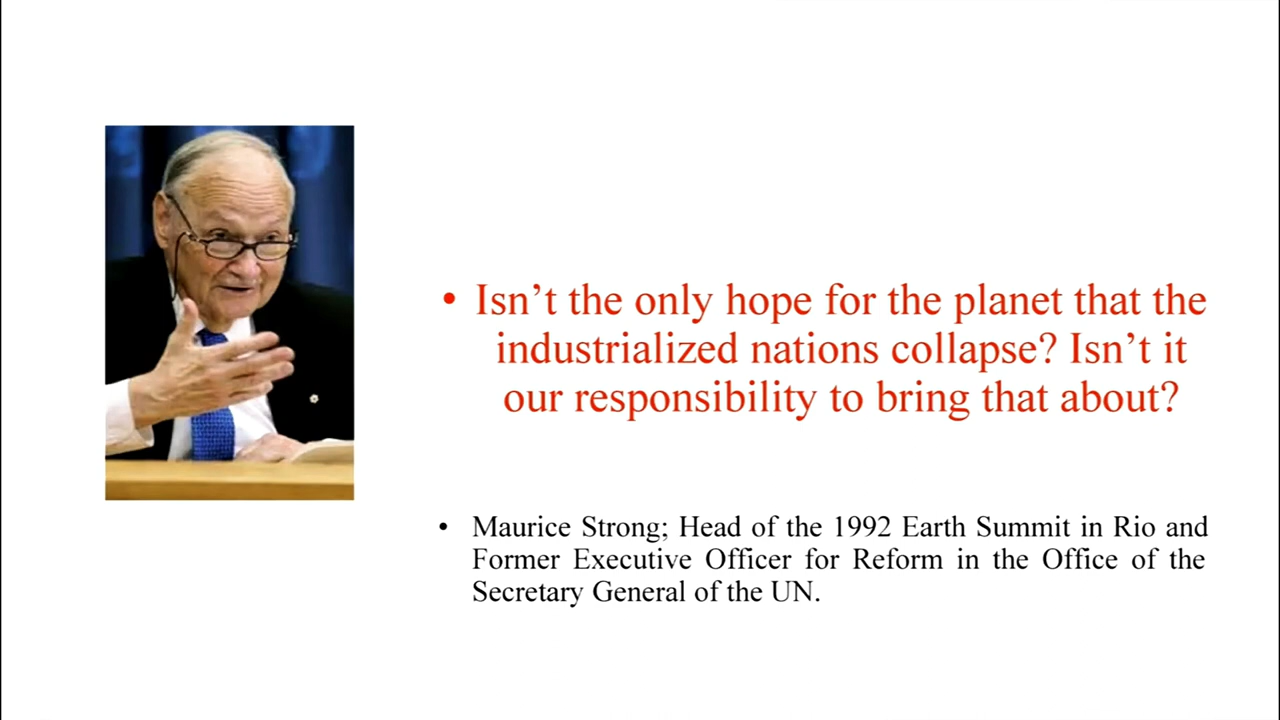 • Isn’t the only hope for the planet that the
industrialized nations collapse? Isn’t it
our responsibility to bring that about?
• Maurice Strong; Head of the 1992 Earth Summit in Rio and
Former Executive Officer for Reform in the Office of the
Secretary General of the UN.